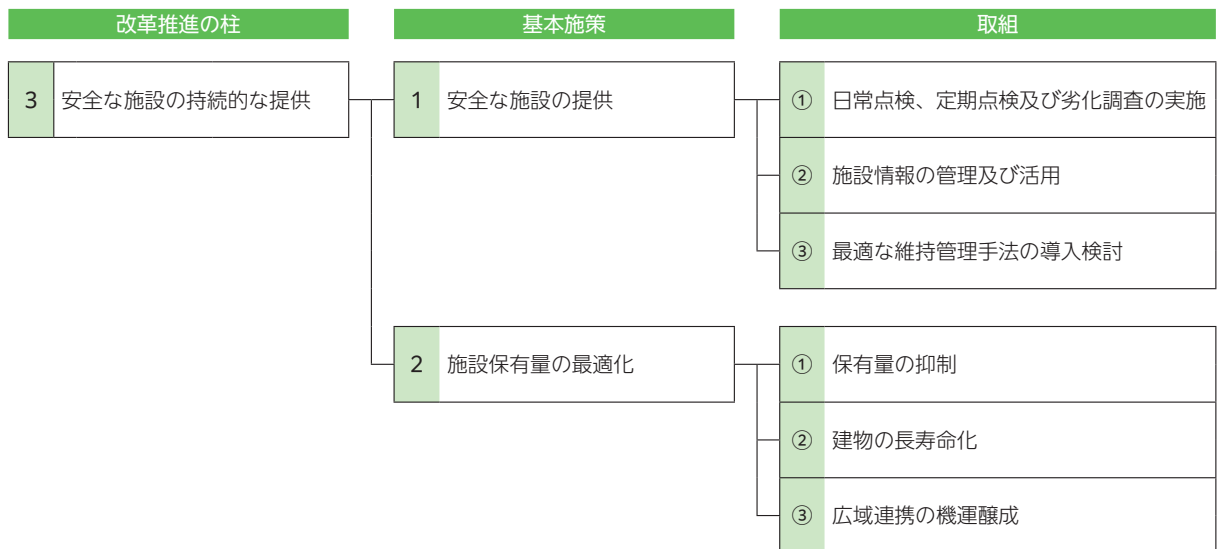 改革推進の柱
基本施策
取組
3 安全な施設の持続的な提供
1 安全な施設の提供
① 日常点検、定期点検及び劣化調査の実施
② 施設情報の管理及び活用
③ 最適な維持管理手法の導入検討
2 施設保有量の最適化
① 保有量の抑制
② 建物の長寿命化
③ 広域連携の機運醸成